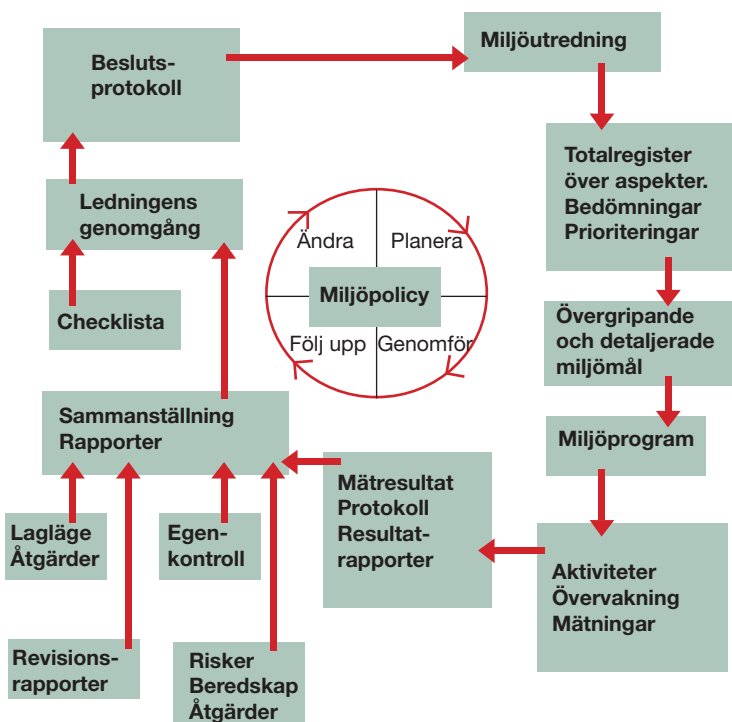 Besluts-
protokoll
Miljöutredning
Totalregister
över aspekter.
Bedömningar
Prioriteringar
Ledningens
genomgång
Ändra
Planera
Miljöpolicy
Följ upp
Genomför
Checklista
Övergripande
och detaljerade
miljömål
Sammanställning
Rapporter
Miljöprogram
Mätresultat
Protokoll
Resultat-
rapporter
Lagläge
Åtgärder
Egen-
kontroll
Aktiviteter
Övervakning
Mätningar
Revisions-
rapporter
Risker
Beredskap
Åtgärder